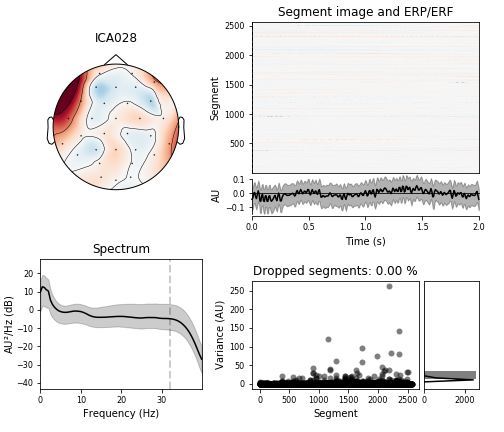 ICA028
Segment image and ERP/ERF
2500
2000
1500
1000
500
Segment
0.1
0.0
−0.1
AU
0.0 0.5 1.0 1.5 2.0
Time (s)
Spectrum
20
10
0
−10
−20
−30
−40
AU²/Hz (dB)
0 10 20 30
Frequency (Hz)
Dropped segments: 0.00 %
250
200
150
100
50
0
Variance (AU)
0 500 1000 1500 2000 2500
Segment
0 2000